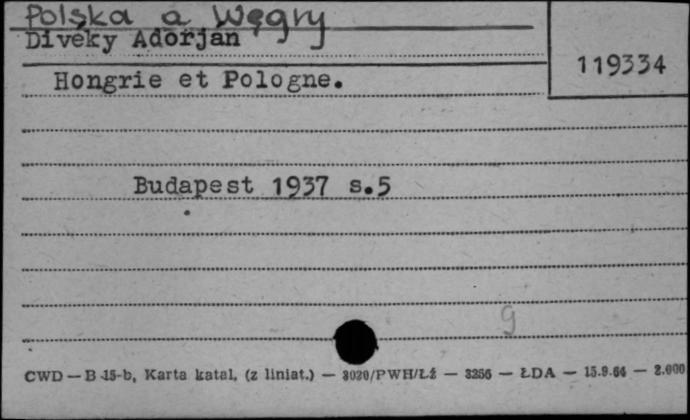 Polska a Węgry
Diveky Adorjan
119334
Hongrie et Pologne.
Budapest 1937 s.5
9
CWD — B 15-b, Karta katal. (z liniat.) — 3020/PWH/Łż — 3256 — ŁDA — 15.9.64 — 2.000